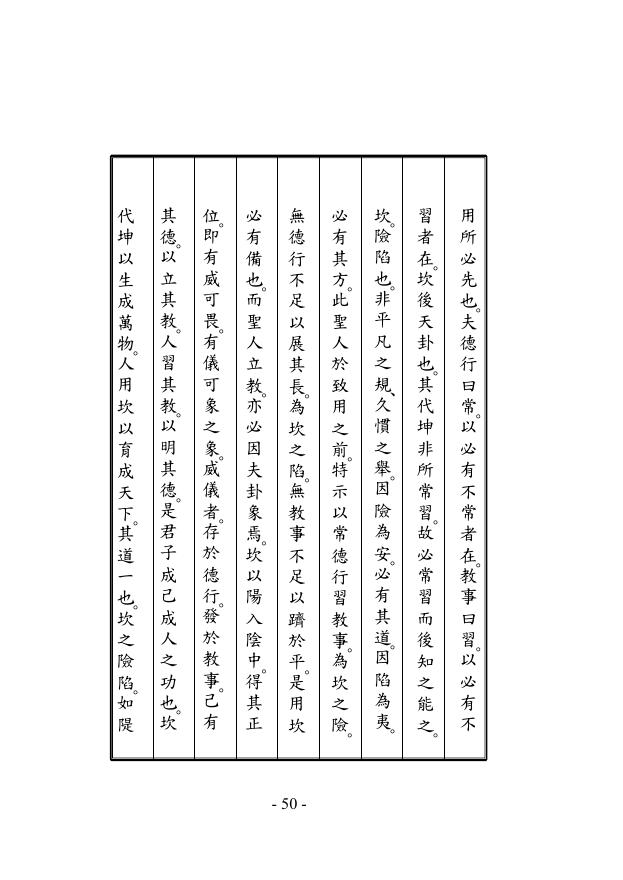 用所必先也。夫德行曰常。以必有不常者在。教事曰習。以必有不
習者在。坎後天卦也。其代坤非所常習。故必常習而後知之能之。
坎。險陷也。非平凡之規、久慣之舉。因險為安。必有其道。因陷為夷。
必有其方。此聖人於致用之前。特示以常德行習教事。為坎之險。
無德行不足以展其長。為坎之陷。無教事不足以躋於平。是用坎
必有備也。而聖人立教。亦必因夫卦象焉。坎以陽入陰中。得其正
位。即有威可畏。有儀可象之象。威儀者。存於德行。發於教事。己有
其德。以立其教。人習其教。以明其德。是君子成己成人之功也。坎
代坤以生成萬物。人用坎以育成天下。其道一也。坎之險陷。如隄
- 50 -